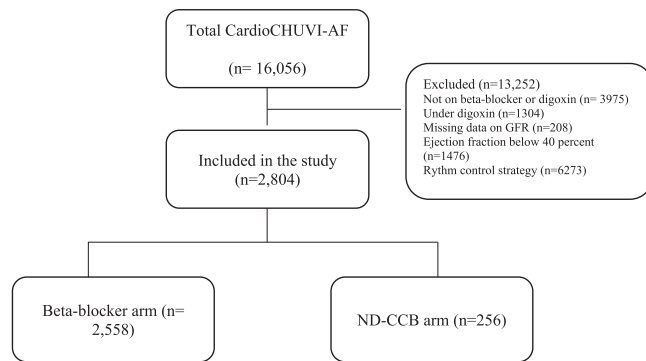 Total CardioCHUVI-AF
(n= 16,056)
Excluded (n=13,252)
Not on beta-blocker or digoxin (n= 3975)
Under digoxin (n=1304)
Missing data on GFR (n=208)
Ejection fraction below 40 percent
(n=1476)
Rythm control strategy (n=6273)
Included in the study
(n=2,804)
Beta-blocker arm (n=
2,558)
ND-CCB arm (n=256)